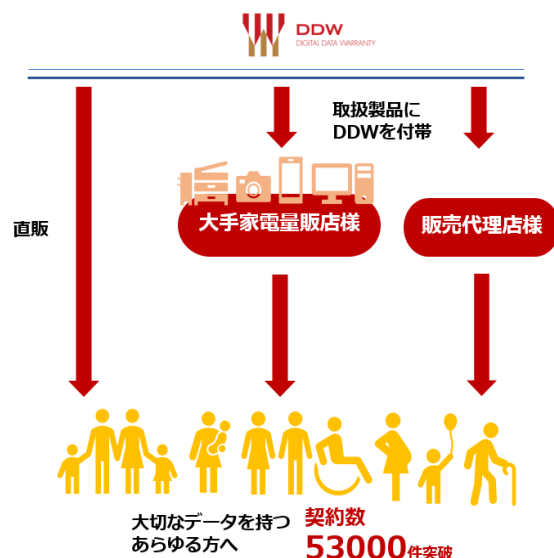 DDW
DIGITAL DATA WARRANTY
取扱製品に
DDWを付帯
直販
大手家電量販店様
販売代理店様
大切なデータを持つ
あらゆる方へ
契約数
53000件突破